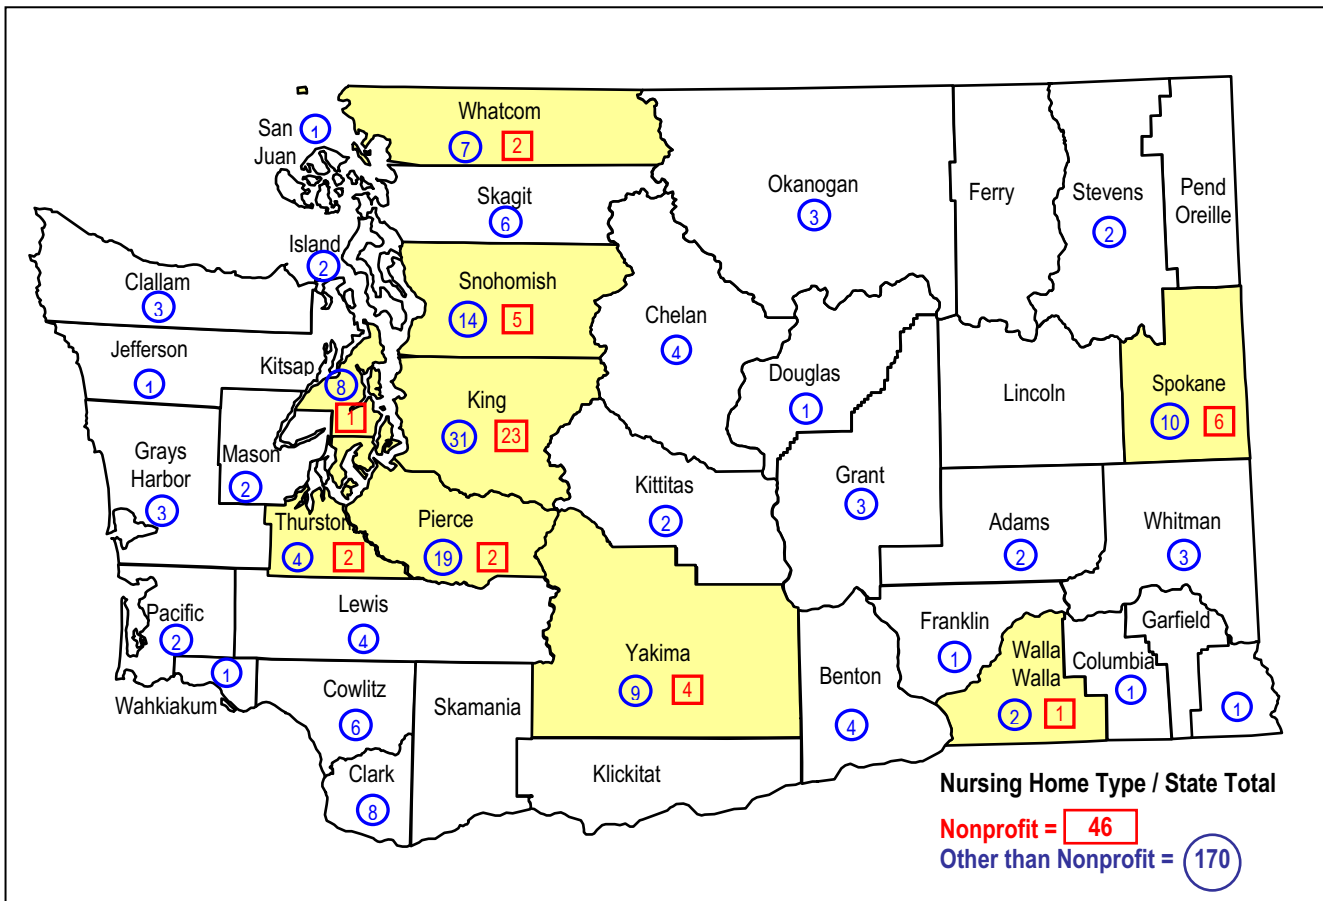 Whatcom
7 2
San 1
Juan
Skagit
6
Okanogan
3
Ferry
Stevens
2
Pend
Oreille
Island
2
Clallam
3
Snohomish
14 5
Chelan
4
Jefferson
1
Kitsap
8
1
King
31 23
Douglas
1
Lincoln
Spokane
10 6
Grays
Harbor
3
Mason
2
Kittitas
2
Grant
3
Adams
2
Whitman
3
Thurston
4 2
Pierce
19 2
Pacific
2
Lewis
4
1
Wahkiakum
Cowlitz
6
Skamania
Yakima
9 4
Benton
4
Franklin
1
Walla
Walla
2 1
Columbia
1
Garfield
1
Clark
8
Klickitat
Nursing Home Type / State Total
Nonprofit = 46
Other than Nonprofit = 170